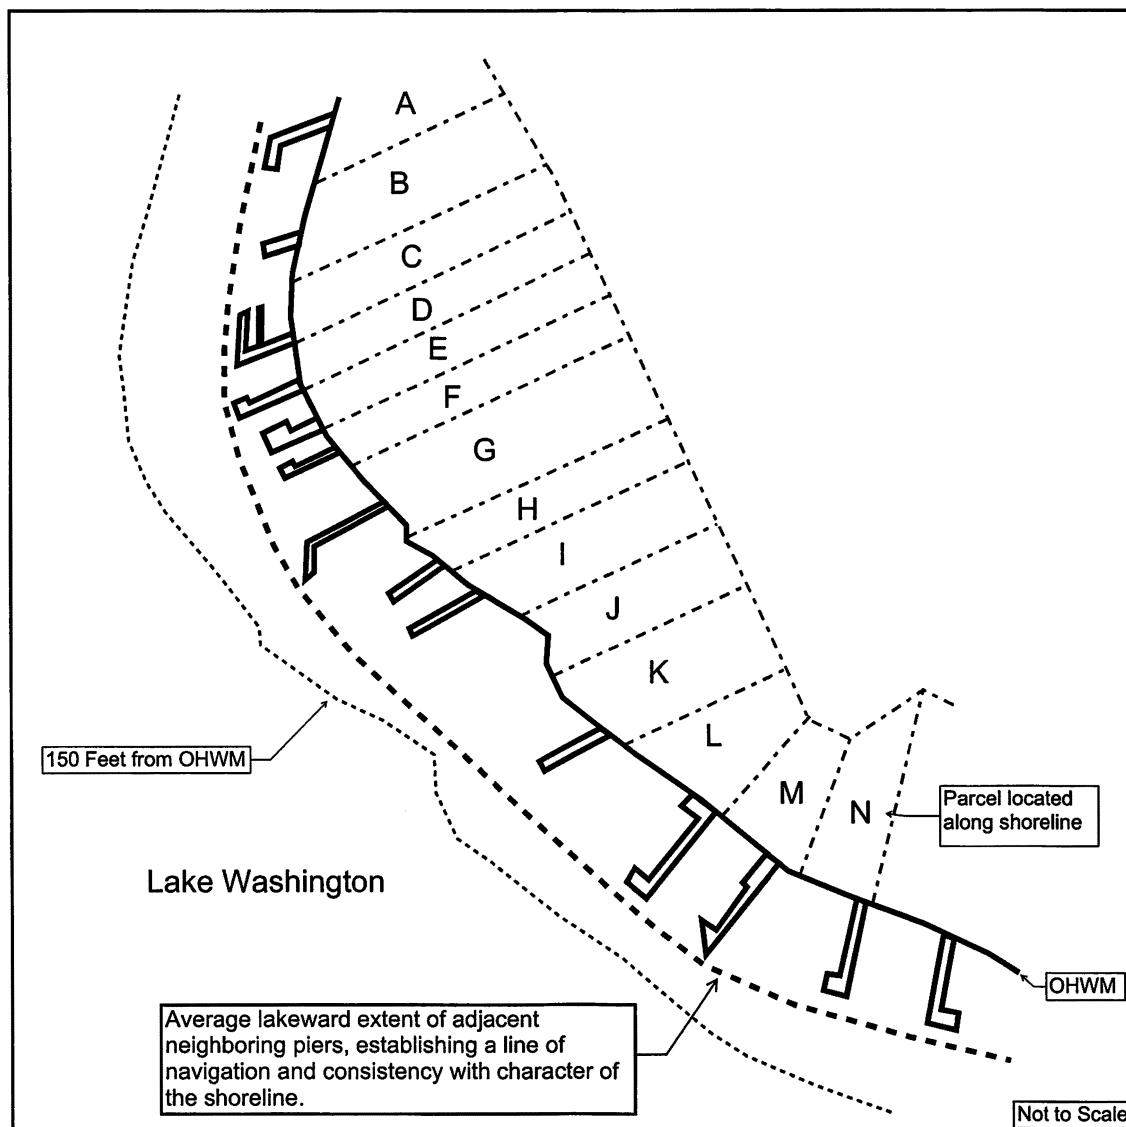 A
B
C
D
E
F
G
H
I
J
K
L
M
N
150 Feet from OHWM
Parcel located
along shoreline
Lake Washington
OHWM
Average lakeward extent of adjacent
neighboring piers, establishing a line of
navigation and consistency with character of
the shoreline.
Not to Scale